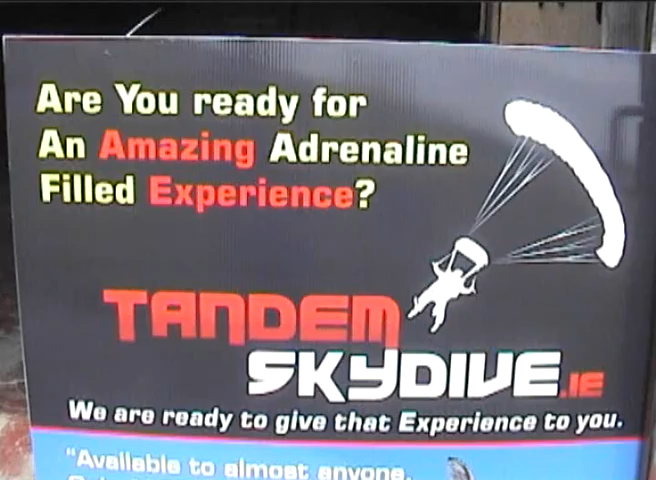 Are You ready for
An Amazing Adrenaline
Filled Experience?
TANDEM
SKYDIVE.IE
We are ready to give that Experience to you.
"Available to almost anyone.